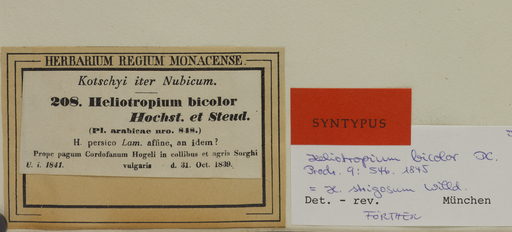 HERBARIUM REGIUM MONACENSE
Kotschyi iter Nubicum.
208. Heliotropium bicolor
Hochst. et Steud.
(Pl. arabicae nro. 848.)
H. persico Lam. affine, an idem?
Prope pagum Cordofanum Hogeli in collibus et agris Sorghi
U. i. 1841. vulgaris d. 31. Oct. 1839.
SYNTYPUS
Heliotropium bicolor
Prodr. 9: 546. 1845
= H. strigosum Willd.
Det. - rev. München
FÖRTHER